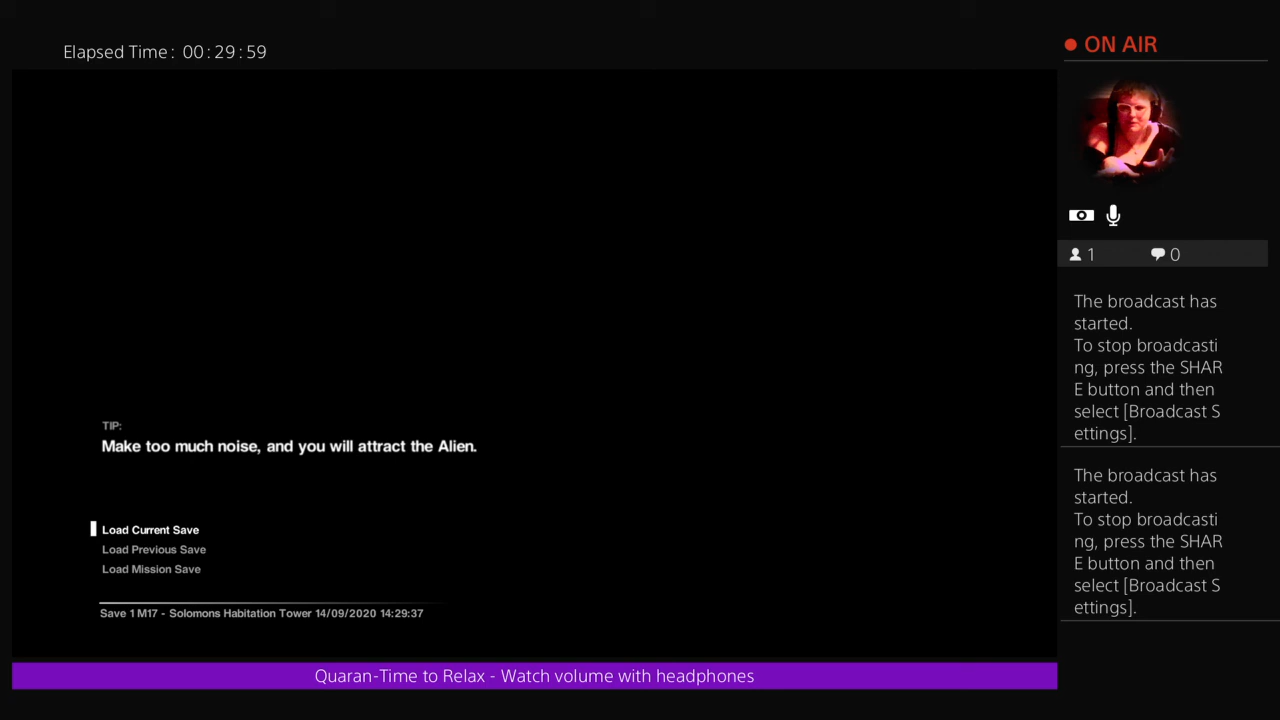 Elapsed Time: 00:29:59
ON AIR
1
0
The broadcast has
started.
To stop broadcasti
ng, press the SHAR
E button and then
select [Broadcast S
ettings].
The broadcast has
started.
To stop broadcasti
ng, press the SHAR
E button and then
select [Broadcast S
ettings].
TIP:
Make too much noise, and you will attract the Alien.
Load Current Save
Load Previous Save
Load Mission Save
Save 1 M17 - Solomons Habitation Tower 14/09/2020 14:29:37
Quaran-Time to Relax - Watch volume with headphones